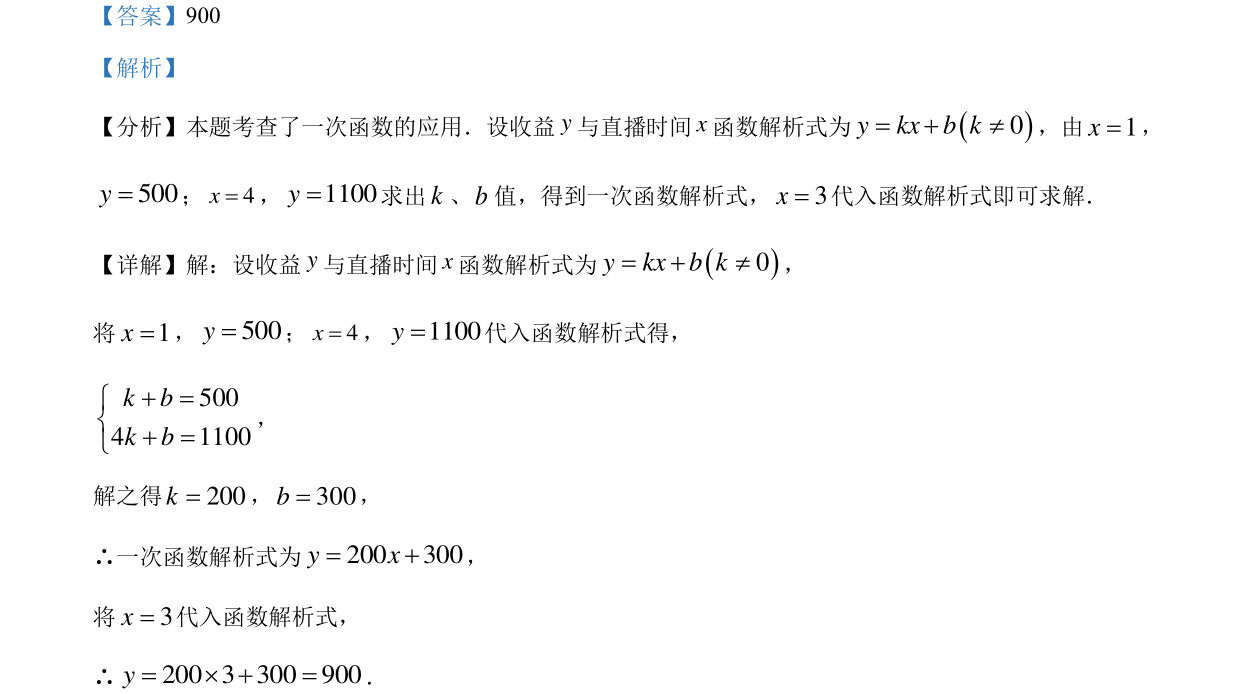 【答案】900
【解析】
【分析】本题考查了一次函数的应用．设收益 y 与直播时间 x 函数解析式为 y = kx + b(k ≠ 0)，由 x = 1，
y = 500；x = 4，y = 1100 求出 k、b 值，得到一次函数解析式，x = 3 代入函数解析式即可求解．
【详解】解：设收益 y 与直播时间 x 函数解析式为 y = kx + b(k ≠ 0)，
将 x = 1，y = 500；x = 4，y = 1100 代入函数解析式得，
k + b = 500
4k + b = 1100，
解之得 k = 200，b = 300，
∴一次函数解析式为 y = 200x + 300，
将 x = 3 代入函数解析式，
∴ y = 200 × 3 + 300 = 900．